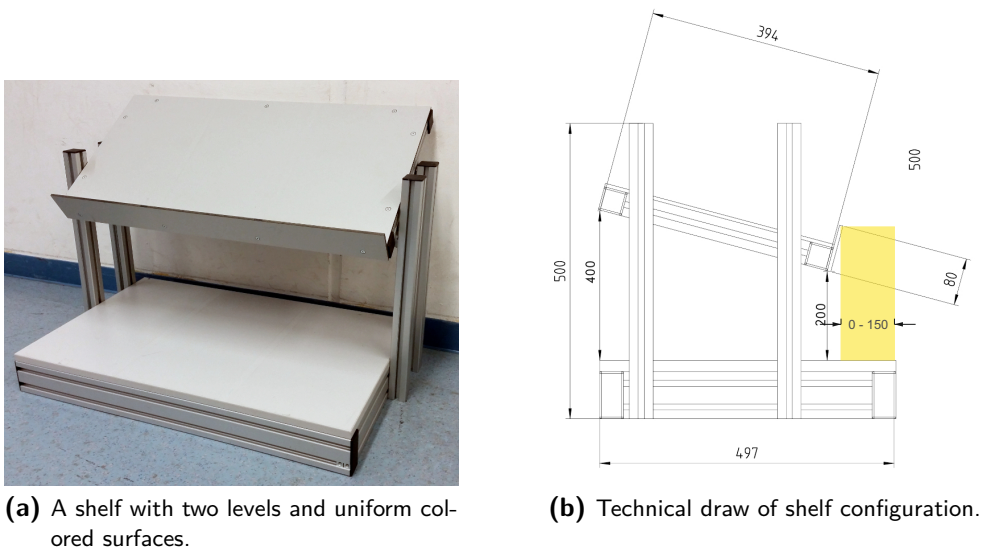 394
500
500
400
200
0 - 150
80
497
(a) A shelf with two levels and uniform col-
ored surfaces.
(b) Technical draw of shelf configuration.